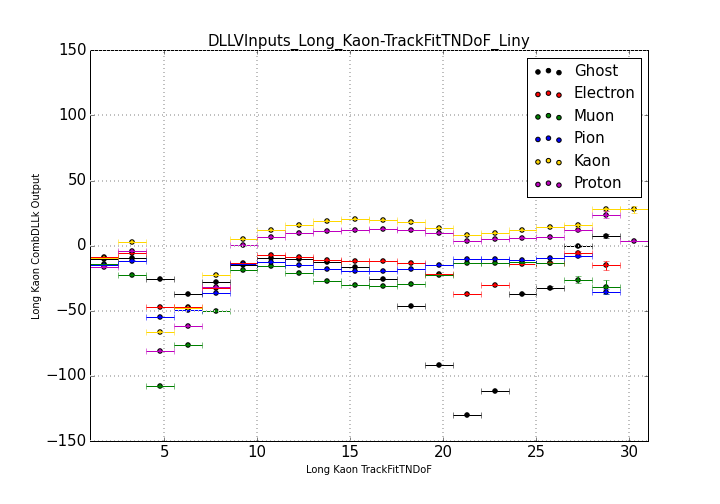 DLLVInputs_Long_Kaon-TrackFitTNDoF_Liny
150
100
50
0
−50
−100
−150
Long Kaon CombDLLk Output
Ghost
Electron
Muon
Pion
Kaon
Proton
5 10 15 20 25 30
Long Kaon TrackFitTNDoF